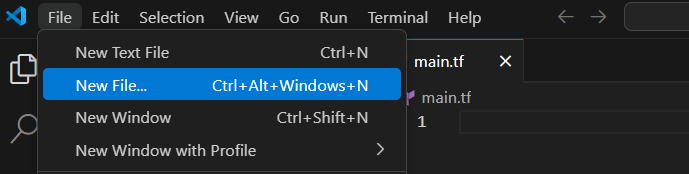 File Edit Selection View Go Run Terminal Help
New Text File Ctrl+N
main.tf
New File... Ctrl+Alt+Windows+N
main.tf
New Window Ctrl+Shift+N
1
New Window with Profile